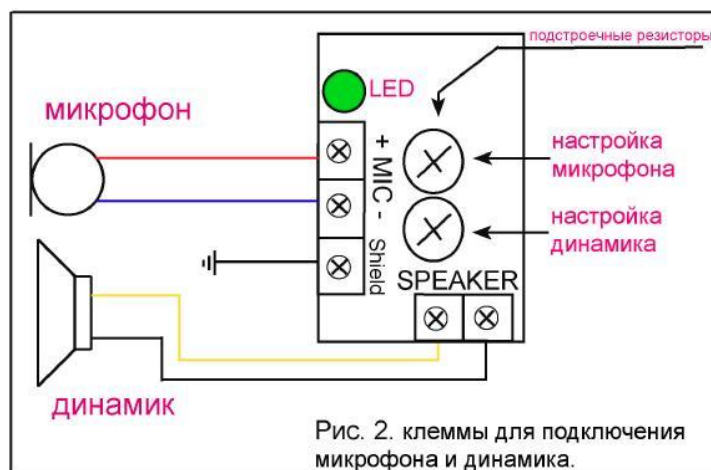 подстроечные резисторы
LED
микрофон
+ MIC -
настройка
микрофона
настройка
динамика
Shield
SPEAKER
динамик
Рис. 2. клеммы для подключения
микрофона и динамика.